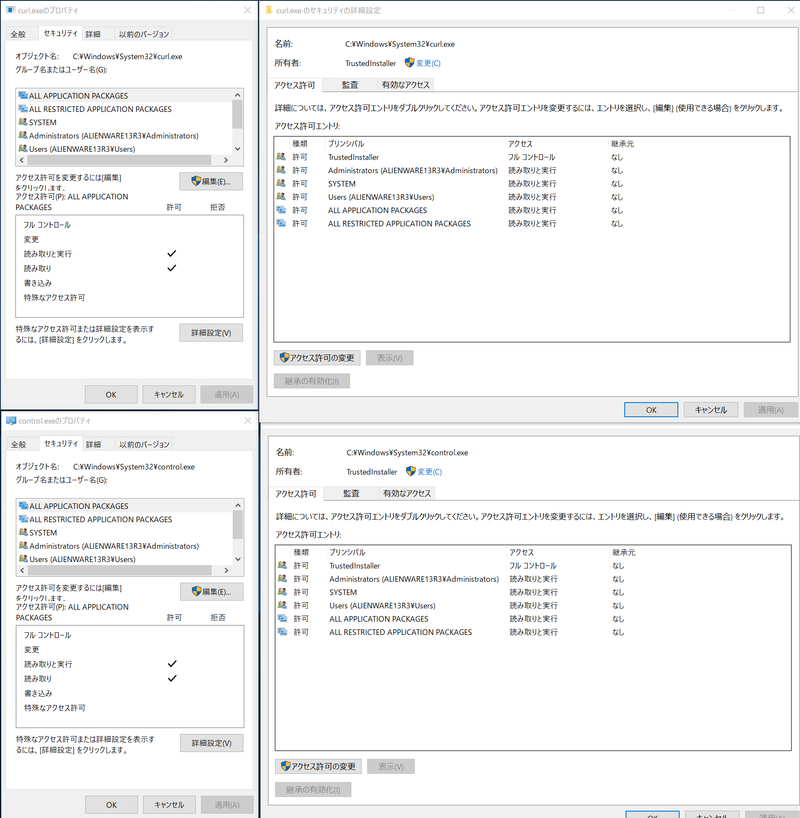 curl.exeのプロパティ
全般 セキュリティ 詳細 以前のバージョン
オブジェクト名: C:¥Windows¥System32¥curl.exe
グループ名またはユーザー名(G):
ALL APPLICATION PACKAGES
ALL RESTRICTED APPLICATION PACKAGES
SYSTEM
Administrators (ALIENWARE13R3¥Administrators)
Users (ALIENWARE13R3¥Users)
アクセス許可を変更するには[編集]
をクリックします。
編集(E)...
アクセス許可(P): ALL APPLICATION
PACKAGES 許可 拒否
フル コントロール
変更
読み取りと実行
読み取り
書き込み
特殊なアクセス許可
特殊なアクセス許可または詳細設定を表示す
るには、[詳細設定] をクリックします。
詳細設定(V)
OK キャンセル 適用(A)
curl.exe のセキュリティの詳細設定
名前: C:¥Windows¥System32¥curl.exe
所有者: TrustedInstaller 変更(C)
アクセス許可 監査 有効なアクセス
詳細については、アクセス許可エントリをダブルクリックしてください。アクセス許可エントリを変更するには、エントリを選択し、[編集] (使用できる場合) をクリックします。
アクセス許可エントリ:
種類 プリンシパル アクセス 継承元
許可 TrustedInstaller フル コントロール なし
許可 Administrators (ALIENWARE13R3¥Administrators) 読み取りと実行 なし
許可 SYSTEM 読み取りと実行 なし
許可 Users (ALIENWARE13R3¥Users) 読み取りと実行 なし
許可 ALL APPLICATION PACKAGES 読み取りと実行 なし
許可 ALL RESTRICTED APPLICATION PACKAGES 読み取りと実行 なし
アクセス許可の変更 表示(V)
継承の有効化(I)
OK キャンセル 適用(A)
control.exeのプロパティ
全般 セキュリティ 詳細 以前のバージョン
オブジェクト名: C:¥Windows¥System32¥control.exe
グループ名またはユーザー名(G):
ALL APPLICATION PACKAGES
ALL RESTRICTED APPLICATION PACKAGES
SYSTEM
Administrators (ALIENWARE13R3¥Administrators)
Users (ALIENWARE13R3¥Users)
アクセス許可を変更するには[編集]
をクリックします。
編集(E)...
アクセス許可(P): ALL APPLICATION
PACKAGES 許可 拒否
フル コントロール
変更
読み取りと実行
読み取り
書き込み
特殊なアクセス許可
特殊なアクセス許可または詳細設定を表示す
るには、[詳細設定] をクリックします。
詳細設定(V)
OK キャンセル 適用(A)
名前: C:¥Windows¥System32¥control.exe
所有者: TrustedInstaller 変更(C)
アクセス許可 監査 有効なアクセス
詳細については、アクセス許可エントリをダブルクリックしてください。アクセス許可エントリを変更するには、エントリを選択し、[編集] (使用できる場合) をクリックします。
アクセス許可エントリ:
種類 プリンシパル アクセス 継承元
許可 TrustedInstaller フル コントロール なし
許可 Administrators (ALIENWARE13R3¥Administrators) 読み取りと実行 なし
許可 SYSTEM 読み取りと実行 なし
許可 Users (ALIENWARE13R3¥Users) 読み取りと実行 なし
許可 ALL APPLICATION PACKAGES 読み取りと実行 なし
許可 ALL RESTRICTED APPLICATION PACKAGES 読み取りと実行 なし
アクセス許可の変更 表示(V)
継承の有効化(I)
OK キャンセル 適用(A)